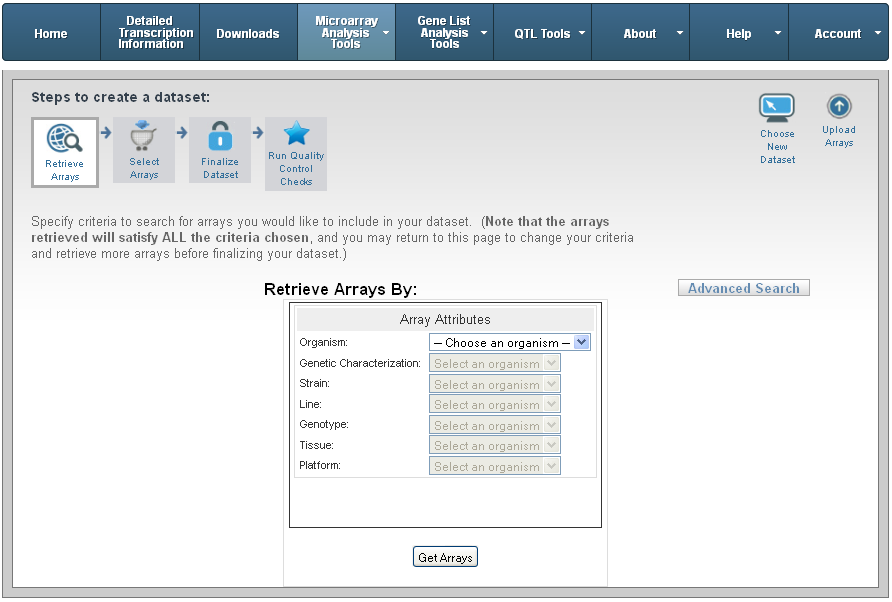 Home
Detailed
Transcription
Information
Downloads
Microarray
Analysis
Tools
Gene List
Analysis
Tools
QTL Tools
About
Help
Account
Steps to create a dataset:
Retrieve
Arrays
Select
Arrays
Finalize
Dataset
Run Quality
Control
Checks
Choose
New
Dataset
Upload
Arrays
Specify criteria to search for arrays you would like to include in your dataset. (Note that the arrays
retrieved will satisfy ALL the criteria chosen, and you may return to this page to change your criteria
and retrieve more arrays before finalizing your dataset.)
Retrieve Arrays By:
Advanced Search
Array Attributes
Organism: -- Choose an organism --
Genetic Characterization: Select an organism
Strain: Select an organism
Line: Select an organism
Genotype: Select an organism
Tissue: Select an organism
Platform: Select an organism
Get Arrays